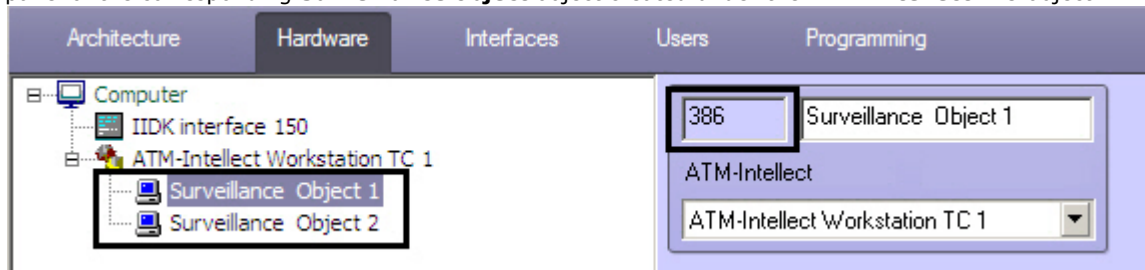 Architecture Hardware Interfaces Users Programming
Computer
IIDK interface 150
ATM-Intellect Workstation TC 1
Surveillance Object 1
Surveillance Object 2
386 Surveillance Object 1
ATM-Intellect
ATM-Intellect Workstation TC 1